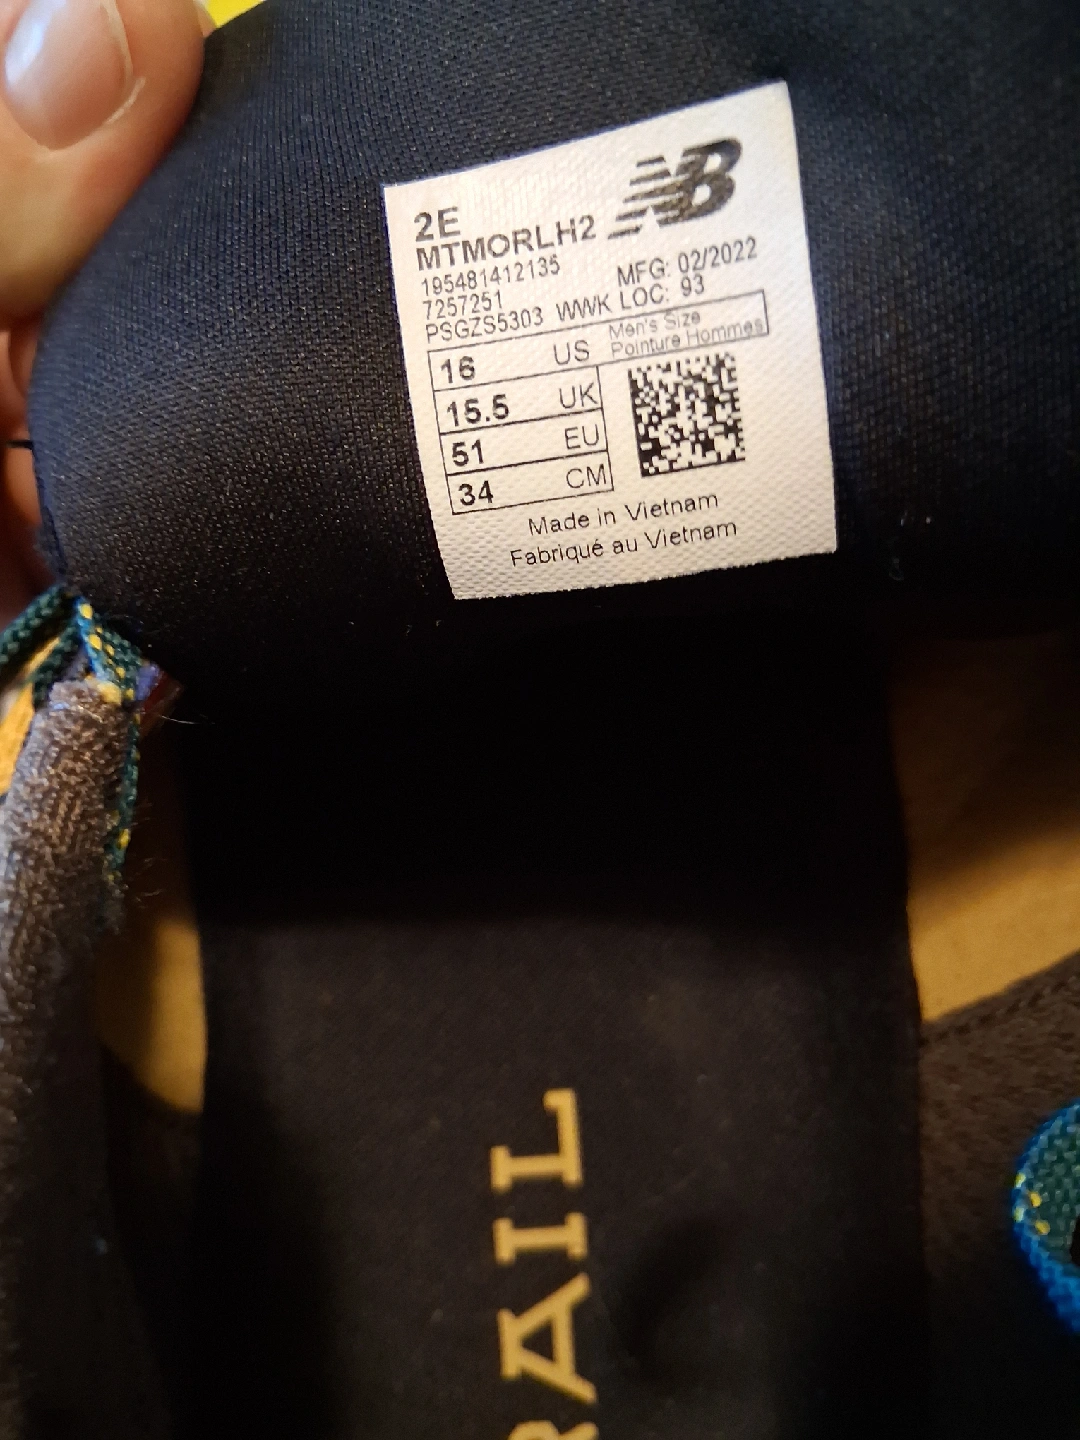 NB
2E
MTMORLH2
195481412135
7257251 MFG: 02/2022
PSGZS5303 WWK LOC: 93
16 US Men's Size
Pointure Hommes
15.5 UK
51 EU
34 CM
Made in Vietnam
Fabriqué au Vietnam
RAIL